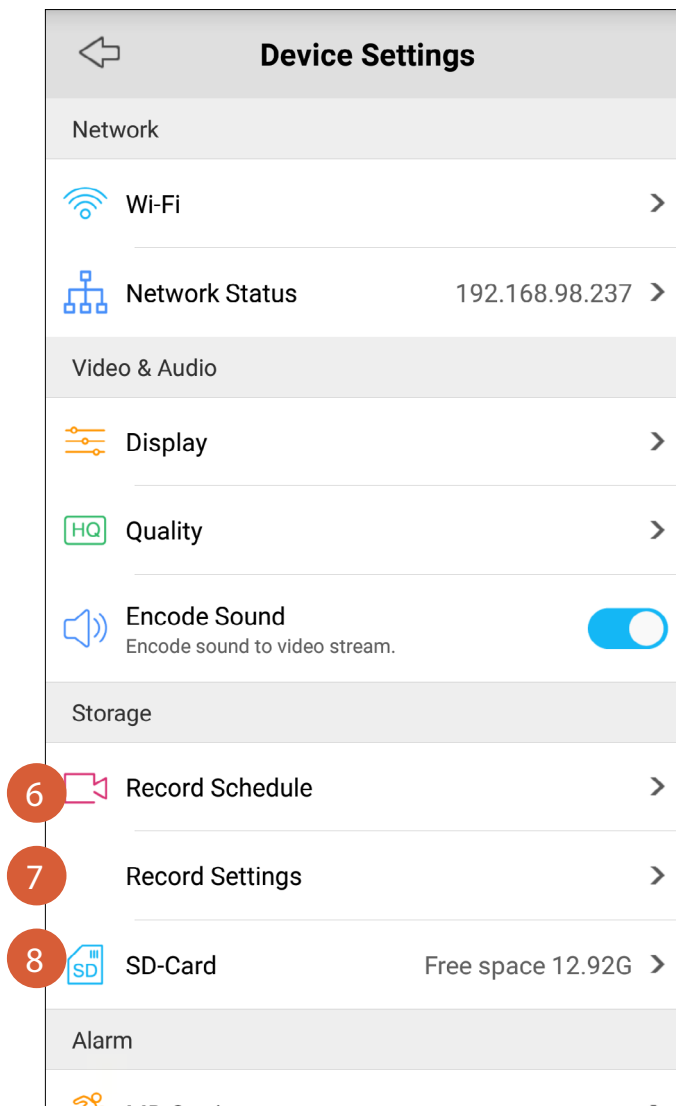 Device Settings
Network
Wi-Fi
Network Status 192.168.98.237
Video & Audio
Display
HQ Quality
Encode Sound
Encode sound to video stream.
Storage
6 Record Schedule
7 Record Settings
8 SD SD-Card Free space 12.92G
Alarm